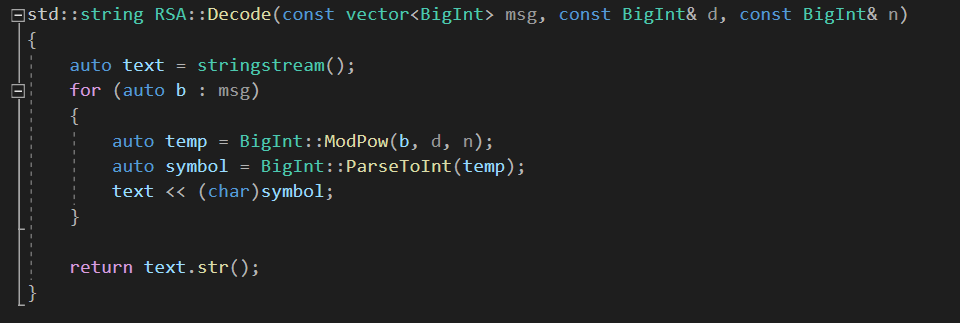 std::string RSA::Decode(const vector<BigInt> msg, const BigInt& d, const BigInt& n)
{
    auto text = stringstream();
    for (auto b : msg)
    {
        auto temp = BigInt::ModPow(b, d, n);
        auto symbol = BigInt::ParseToInt(temp);
        text << (char)symbol;
    }

    return text.str();
}